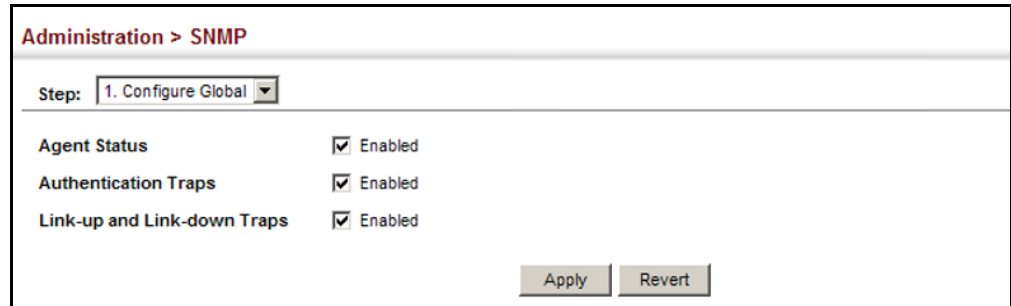 Administration > SNMP
Step: 1. Configure Global
Agent Status Enabled
Authentication Traps Enabled
Link-up and Link-down Traps Enabled
Apply Revert